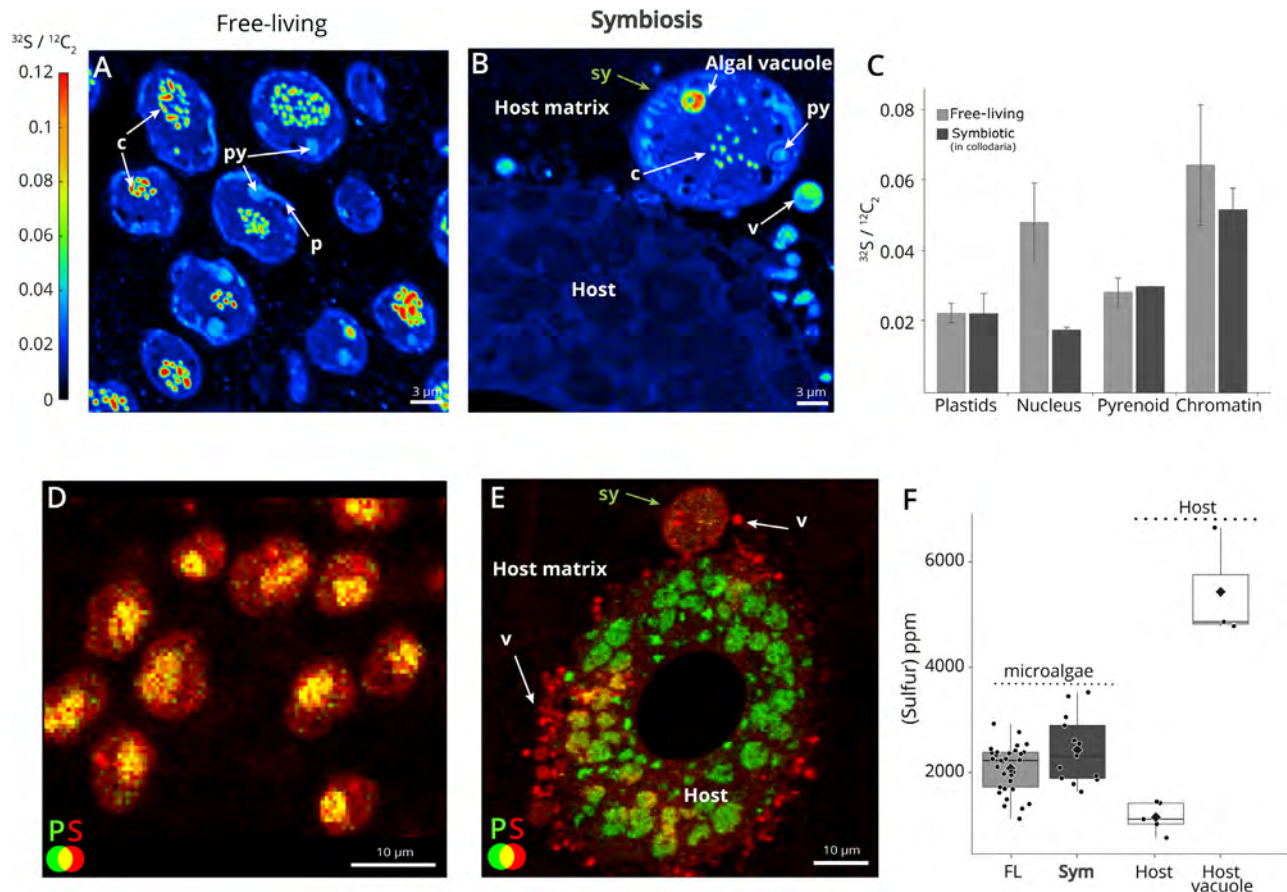 Free-living
Symbiosis
³²S / ¹²C₂
0.12
0.1
0.08
0.06
0.04
0.02
0
A
c
py
p
3 µm
B
sy
Algal vacuole
Host matrix
py
c
v
Host
3 µm
C
Free-living
Symbiotic
(in collodaria)
³²S / ¹²C₂
0.08
0.06
0.04
0.02
Plastids Nucleus Pyrenoid Chromatin
D
P S
10 µm
E
sy
v
Host matrix
v
Host
P S
10 µm
F
Host
microalgae
(Sulfur) ppm
6000
4000
2000
FL Sym Host Host
vacuole